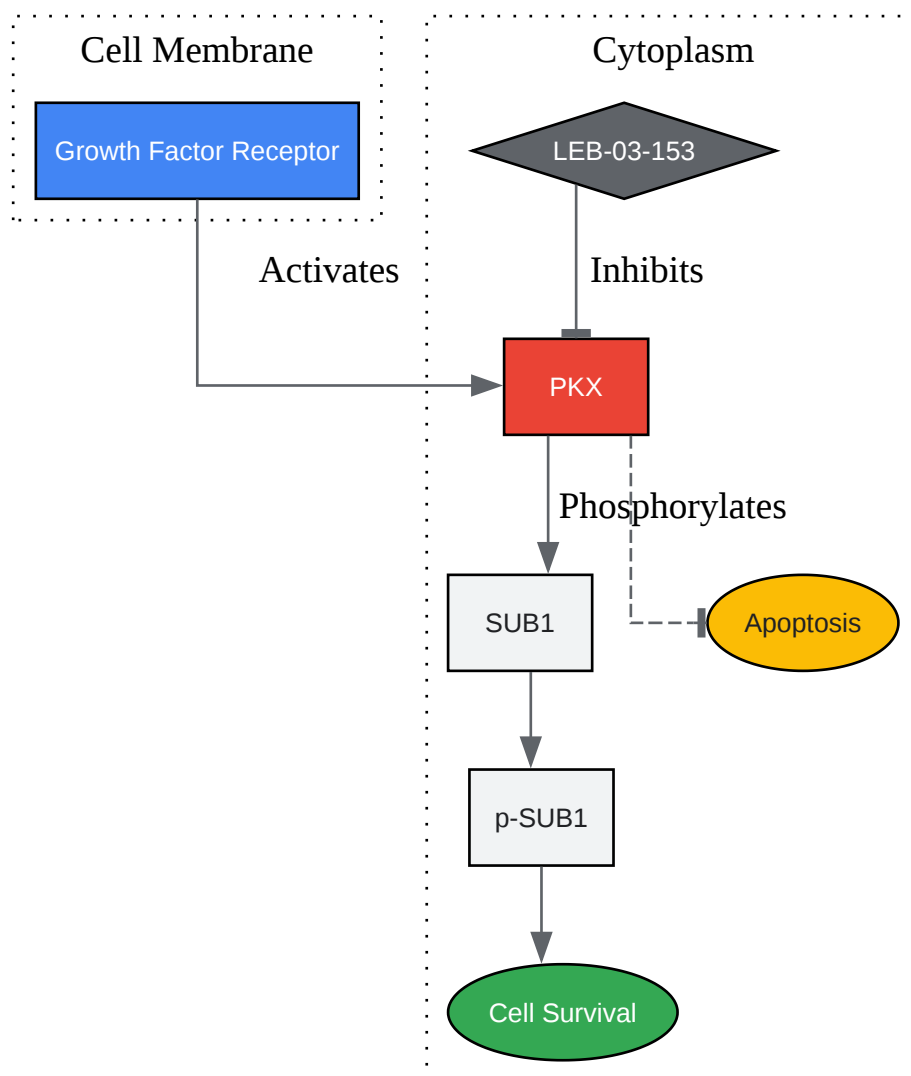 Cell Membrane
Cytoplasm
Growth Factor Receptor
LEB-03-153
Activates
Inhibits
PKX
Phosphorylates
SUB1
Apoptosis
p-SUB1
Cell Survival